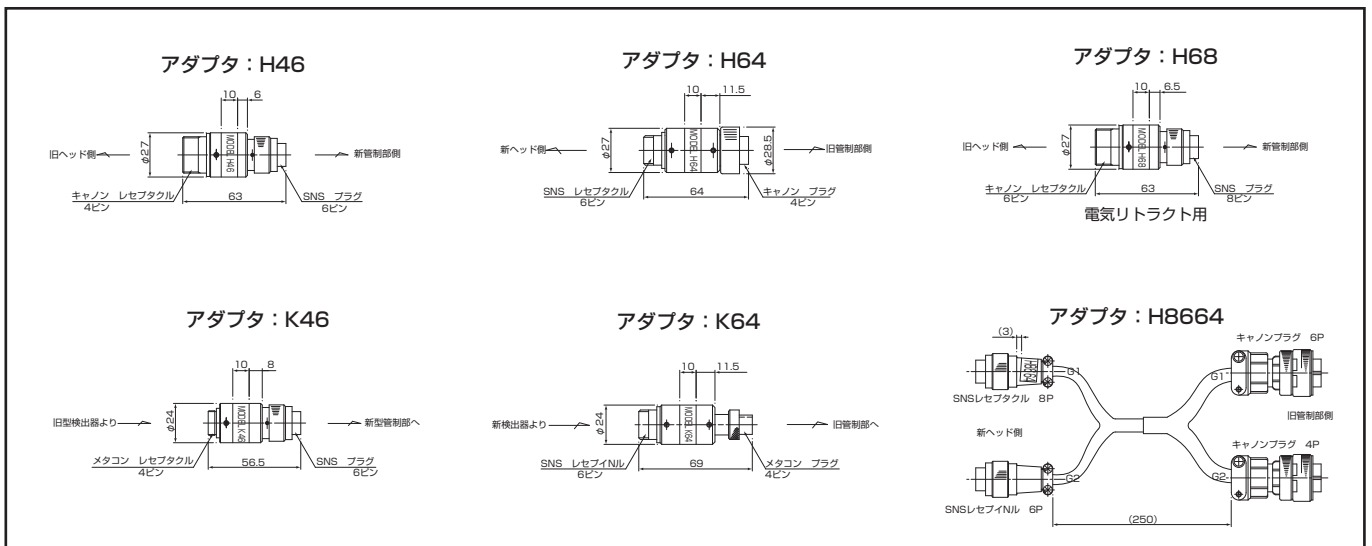 アダプタ：H46
10
6
φ27
MODEL H46
旧ヘッド側
新管制部側
キャノン レセプタクル
4ピン
63
SNS プラグ
6ピン
アダプタ：H64
10
11.5
φ27
MODEL H64
φ28.5
新ヘッド側
旧管制部側
SNS レセプタクル
6ピン
64
キャノン プラグ
4ピン
アダプタ：H68
10
6.5
φ27
MODEL H68
旧ヘッド側
新管制部側
キャノン レセプタクル
6ピン
63
SNS プラグ
8ピン
電気リトラクト用
アダプタ：K46
10
8
φ24
MODEL K46
旧型検出器より
新型管制部へ
メタコン レセプタクル
4ピン
56.5
SNS プラグ
6ピン
アダプタ：K64
10
11.5
φ24
MODEL K64
新検出器より
旧管制部へ
SNS レセプイNル
6ピン
69
メタコン プラグ
4ピン
アダプタ：H8664
(3)
H8664
G1
G1
キャノンプラグ 6P
SNSレセプタクル 8P
旧管制部側
新ヘッド側
キャノンプラグ 4P
G2
G2
SNSレセプイNル 6P
(250)